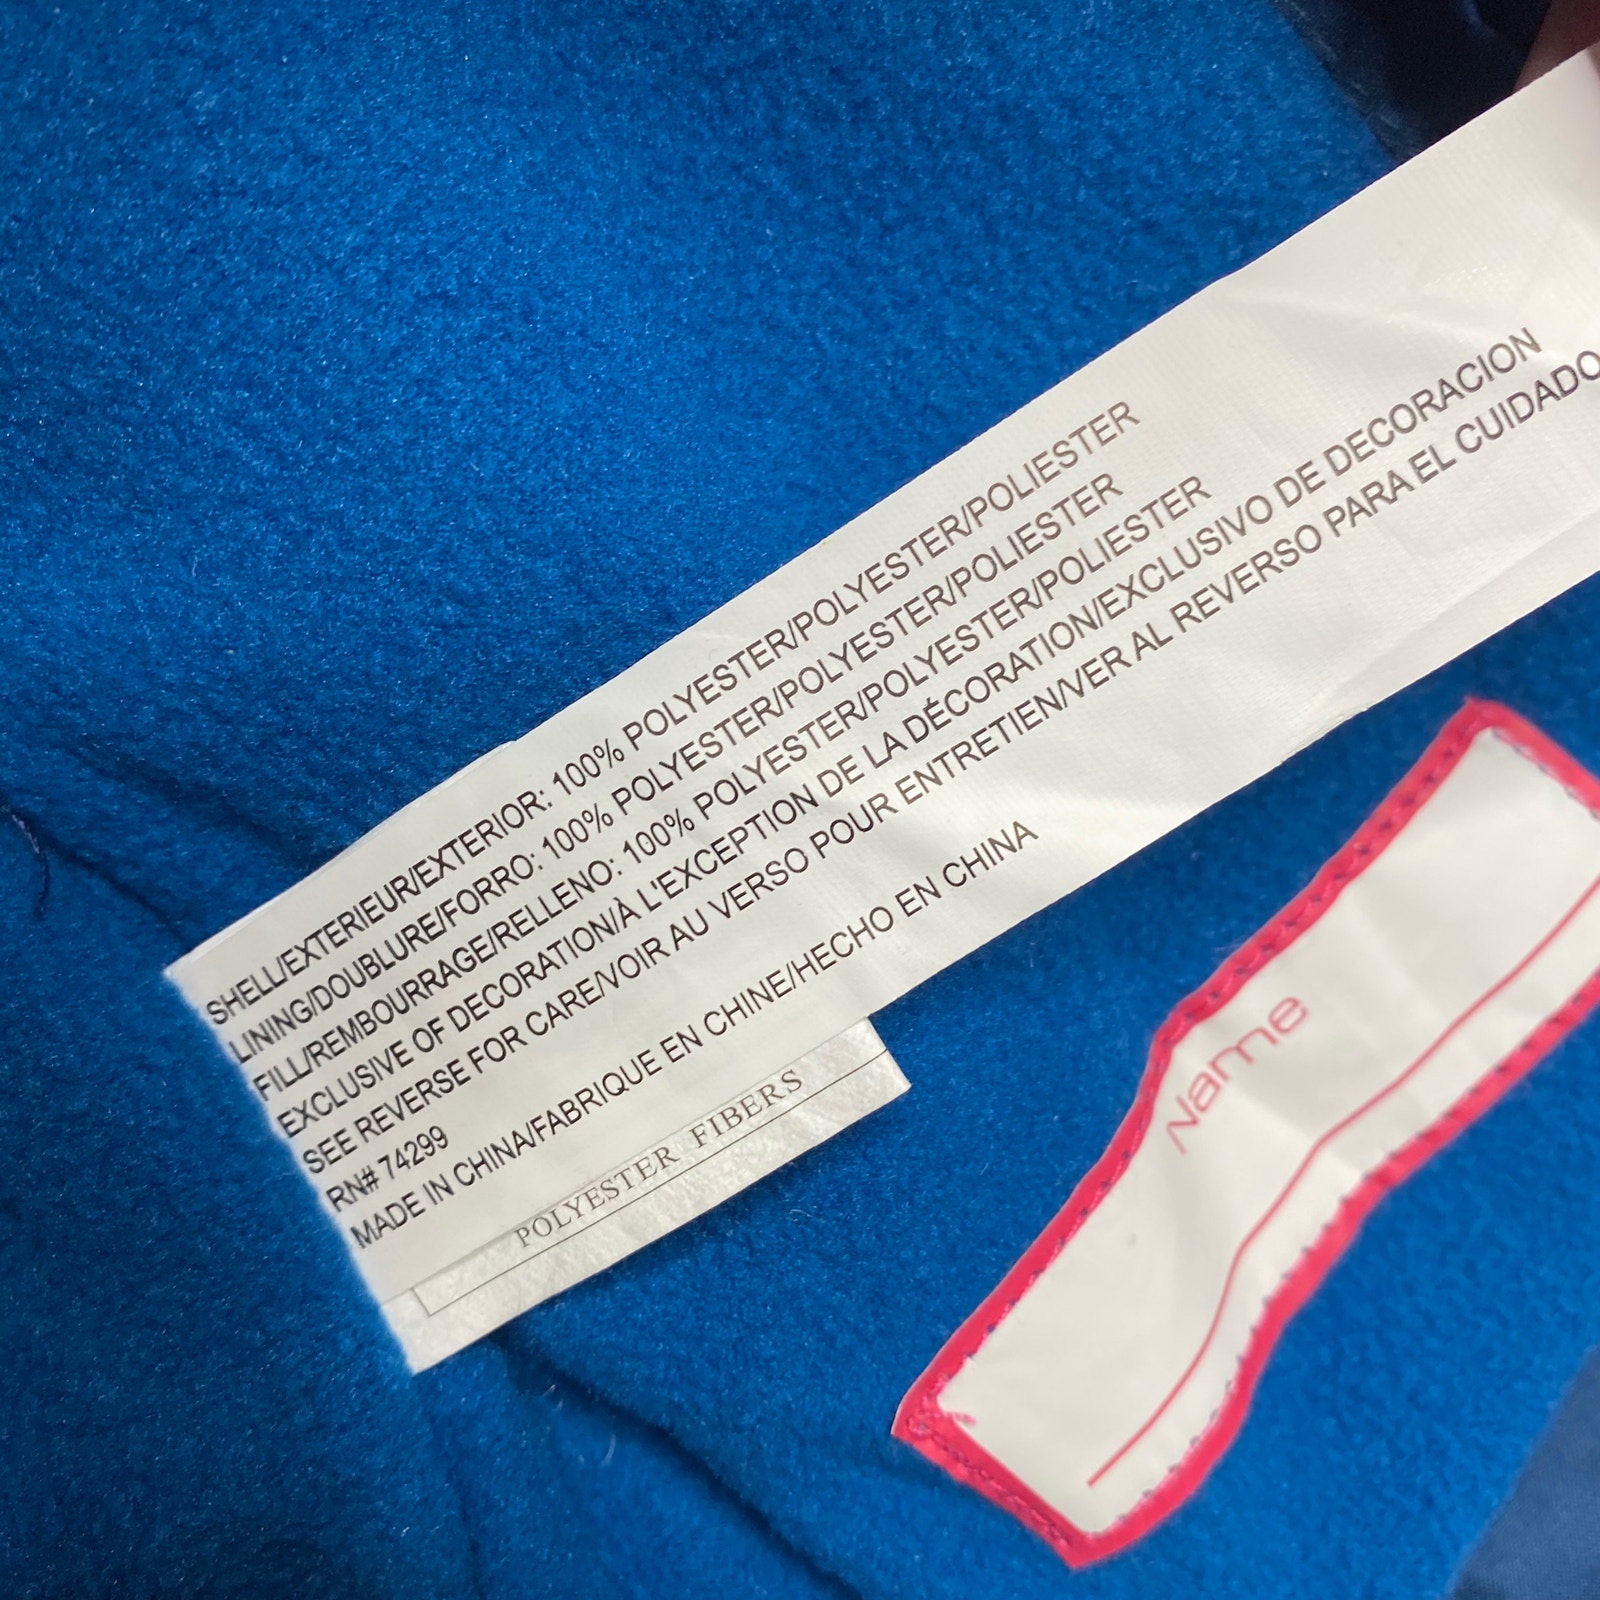 SHELL/EXTERIEUR/EXTERIOR: 100% POLYESTER/POLYESTER/POLIESTER
LINING/DOUBLURE/FORRO: 100% POLYESTER/POLYESTER/POLIESTER
FILL/REMBOURRAGE/RELLENO: 100% POLYESTER/POLYESTER/POLIESTER
EXCLUSIVE OF DECORATION/À L'EXCEPTION DE LA DÉCORATION/EXCLUSIVO DE DECORACION
SEE REVERSE FOR CARE/VOIR AU VERSO POUR ENTRETIEN/VER AL REVERSO PARA EL CUIDADO
RN# 74299
MADE IN CHINA/FABRIQUE EN CHINE/HECHO EN CHINA
POLYESTER FIBERS
Name